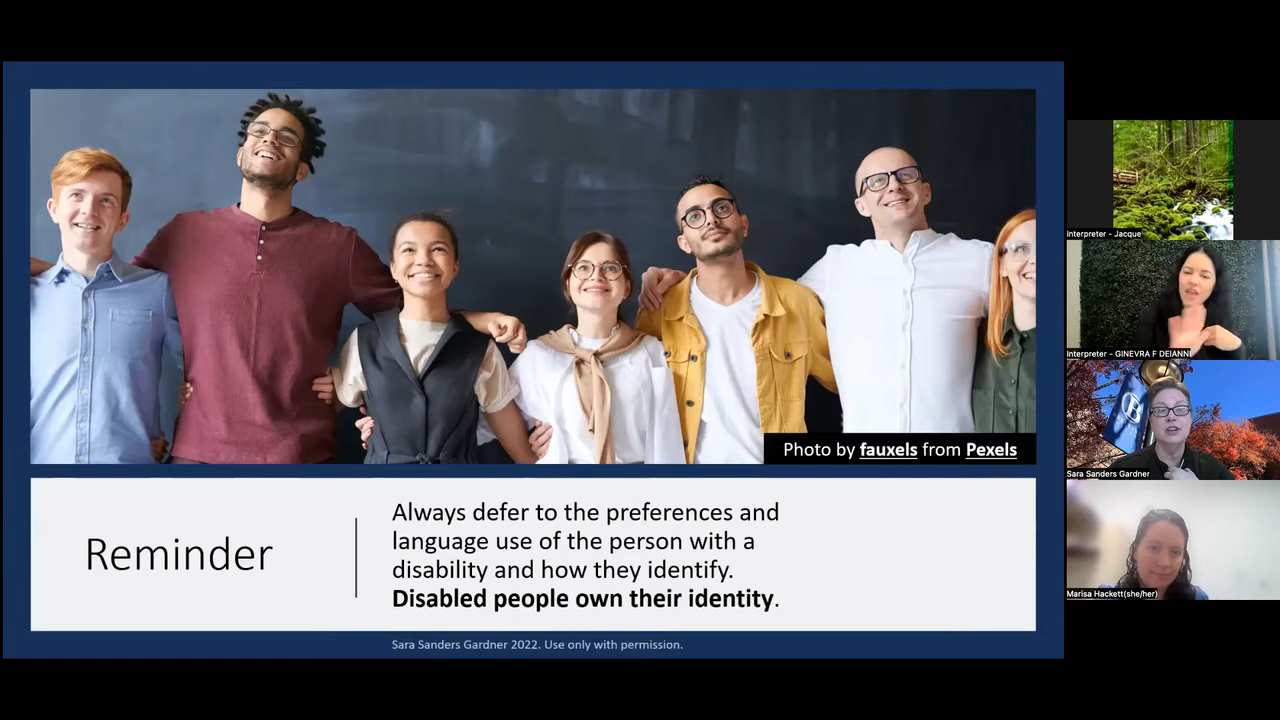 Photo by fauxels from Pexels
Reminder
Always defer to the preferences and
language use of the person with a
disability and how they identify.
Disabled people own their identity.
Sara Sanders Gardner 2022. Use only with permission.
Interpreter - Jacque
Interpreter - GINEVRA F DEIANNI
B
Sara Sanders Gardner
Marisa Hackett(she/her)